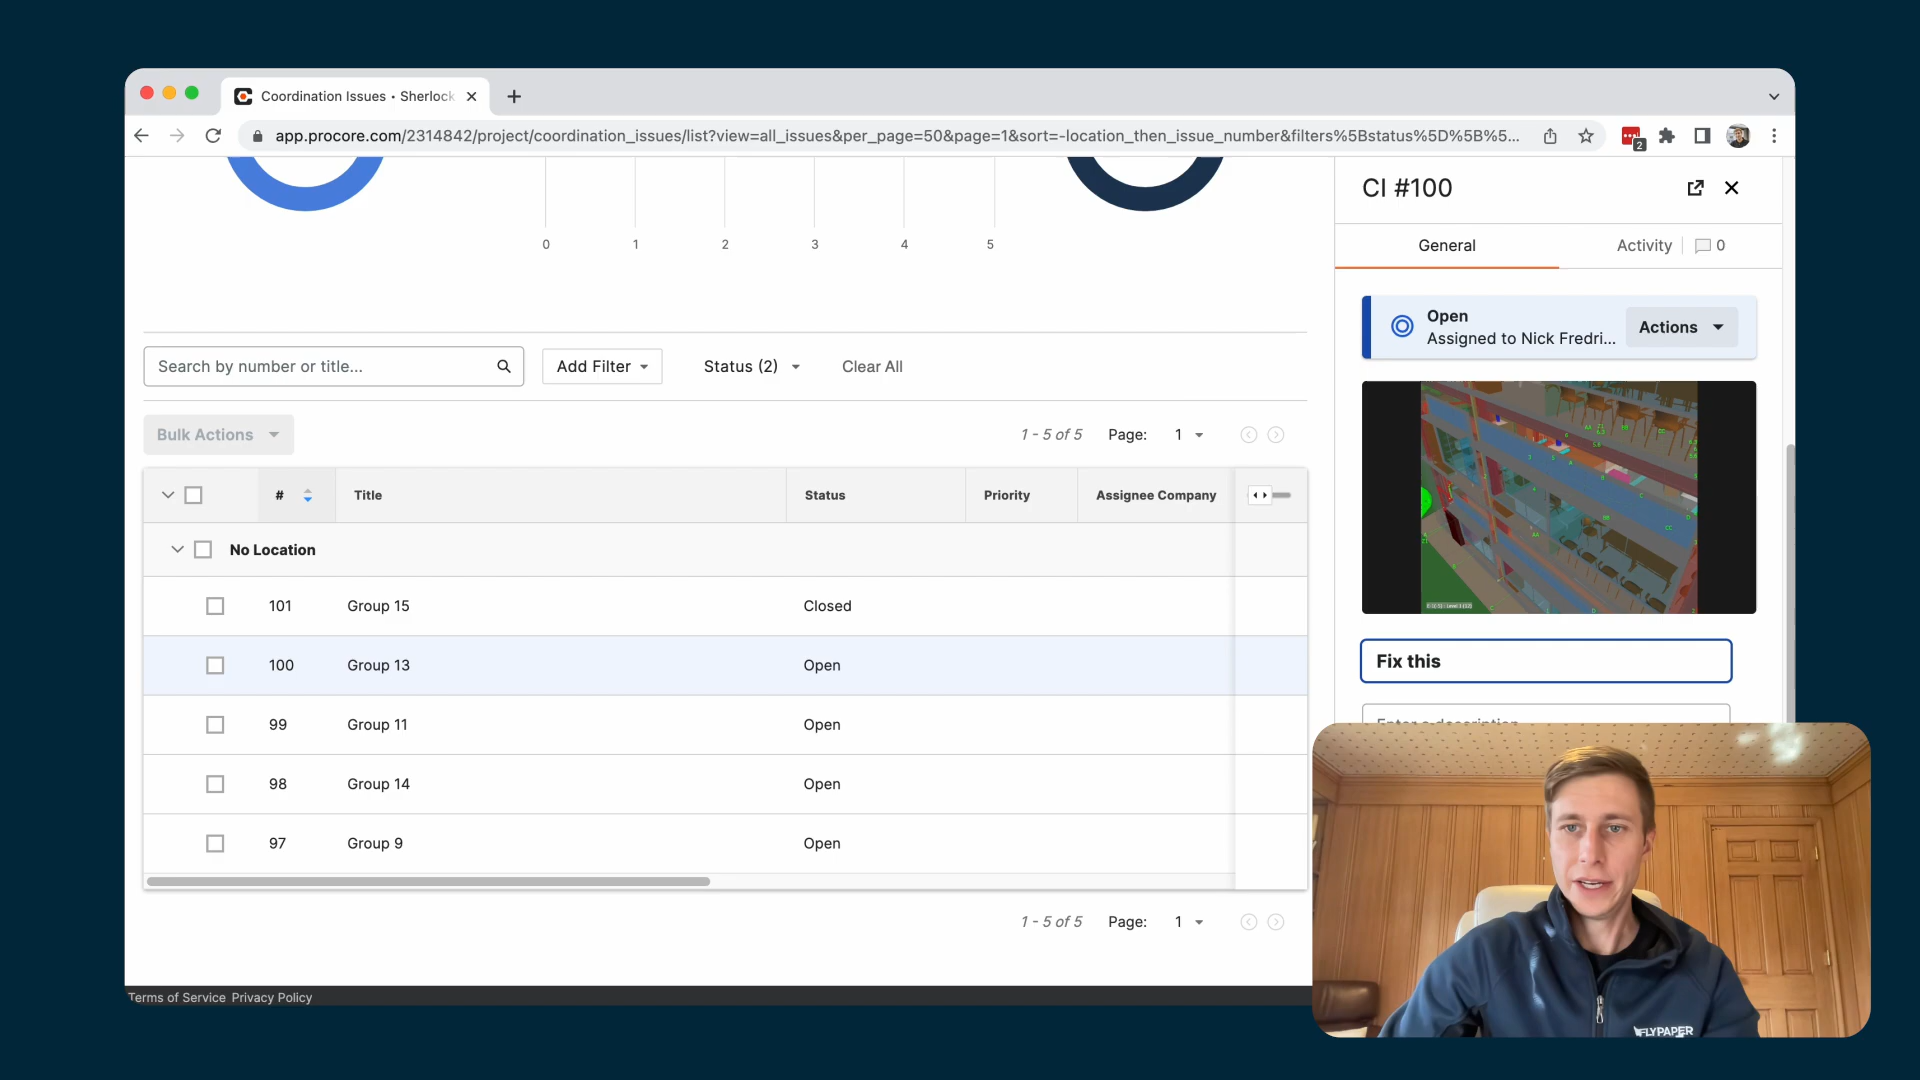 Coordination Issues • Sherlock
app.procore.com/2314842/project/coordination_issues/list?view=all_issues&per_page=50&page=1&sort=-location_then_issue_number&filters%5Bstatus%5D%5B%5...
2
0 1 2 3 4 5
Search by number or title...
Add Filter
Status (2)
Clear All
Bulk Actions
1 - 5 of 5 Page: 1
# Title Status Priority Assignee Company
No Location
101 Group 15 Closed
100 Group 13 Open
99 Group 11 Open
98 Group 14 Open
97 Group 9 Open
1 - 5 of 5 Page: 1
Terms of Service Privacy Policy
CI #100
General Activity 0
Open
Assigned to Nick Fredri...
Actions
Fix this
Enter a description
FLYPAPER